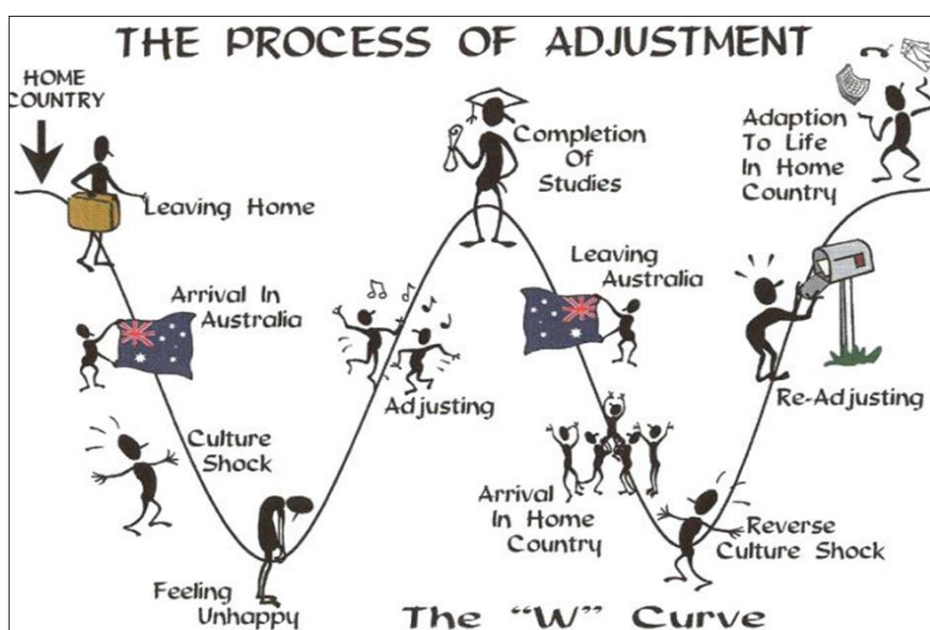 THE PROCESS OF ADJUSTMENT
HOME
COUNTRY
Leaving Home
Arrival In
Australia
Culture
Shock
Feeling
Unhappy
Adjusting
Completion
Of
Studies
Leaving
Australia
Arrival
In Home
Country
Reverse
Culture Shock
Re-Adjusting
Adaption
To Life
In Home
Country
The "W" Curve